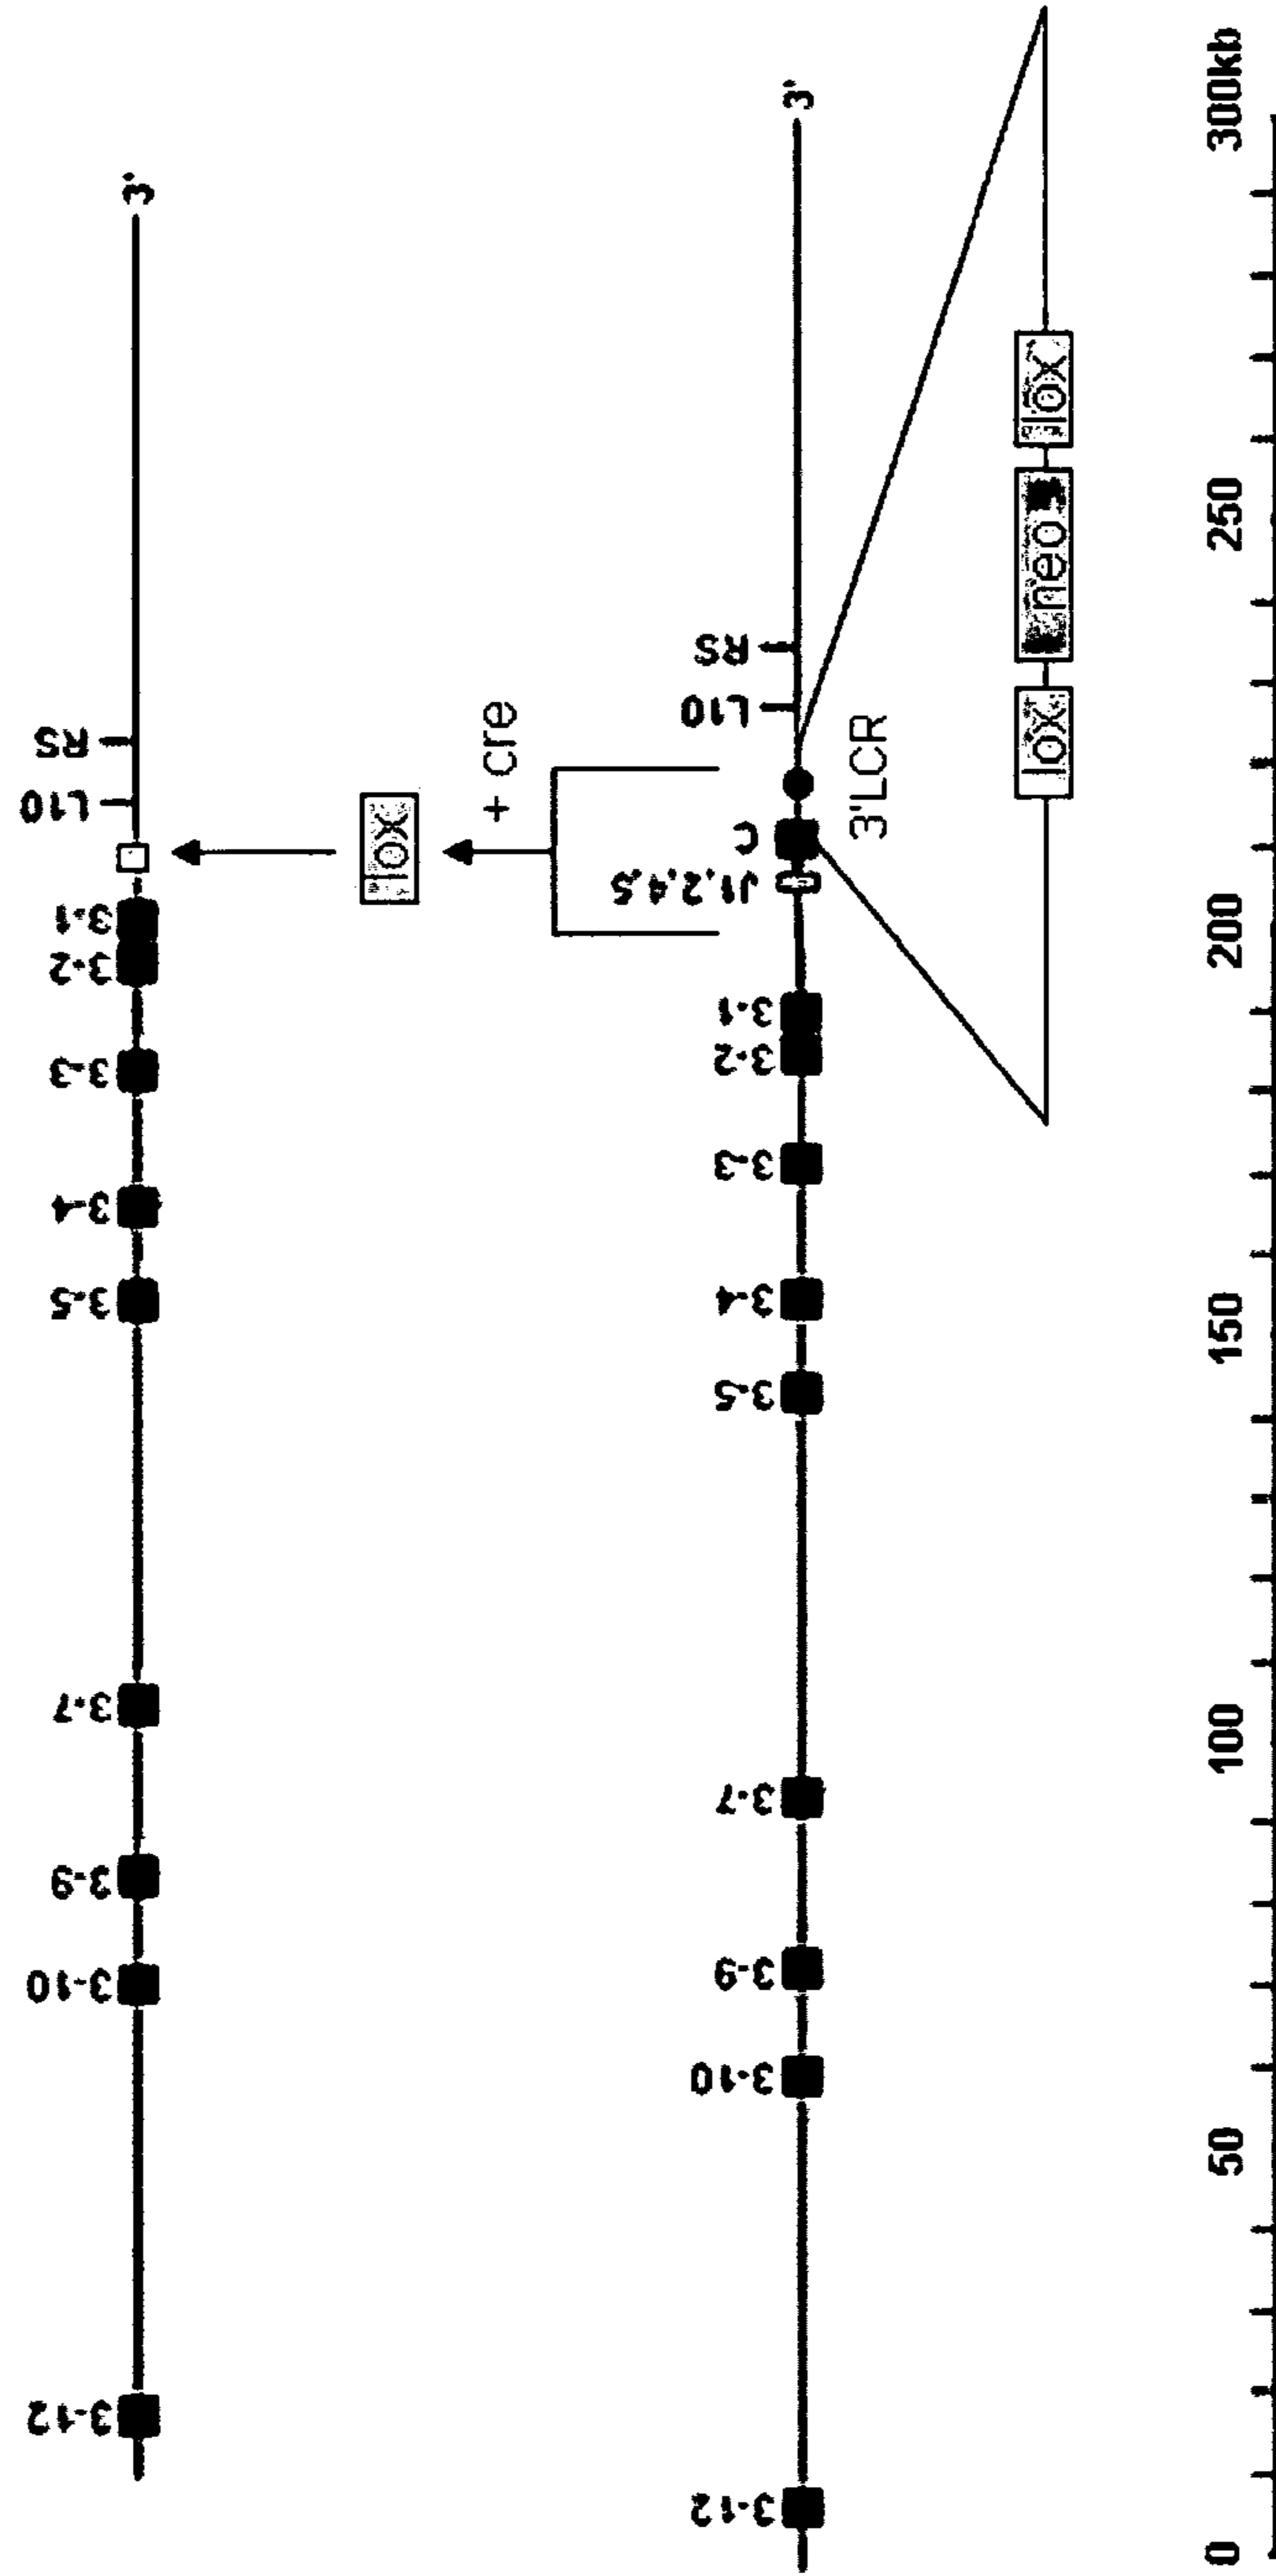 3-12 3-10 3-9 3-7 3-5 3-4 3-3 3-2 3-1 L10 RS 3'
lox
+ cre
3-12 3-10 3-9 3-7 3-5 3-4 3-3 3-2 3-1 J1,2,4,5 C L10 RS 3'
3'LCR
lox neo lox
0 50 100 150 200 250 300kb